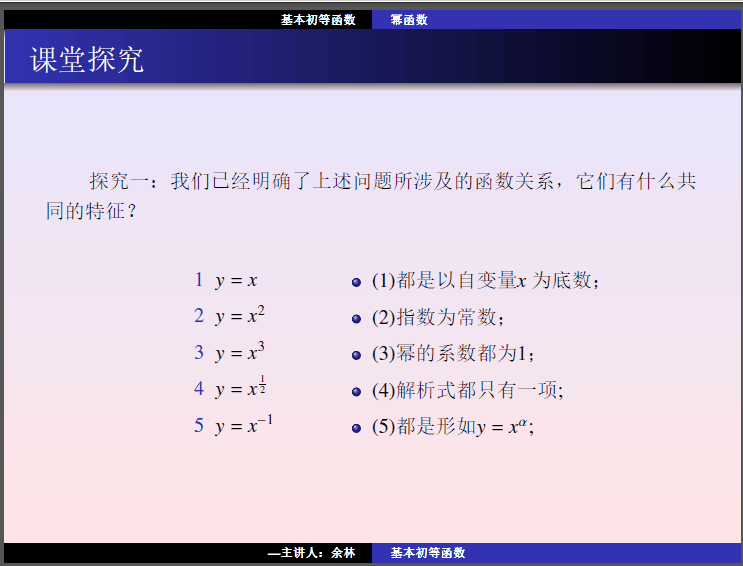 基本初等函数 幂函数
课堂探究
探究一：我们已经明确了上述问题所涉及的函数关系，它们有什么共
同的特征？
1 y = x
2 y = x²
3 y = x³
4 y = x^{1/2}
5 y = x⁻¹
(1)都是以自变量x 为底数；
(2)指数为常数；
(3)幂的系数都为1；
(4)解析式都只有一项;
(5)都是形如y = x^α;
—主讲人：余林 基本初等函数